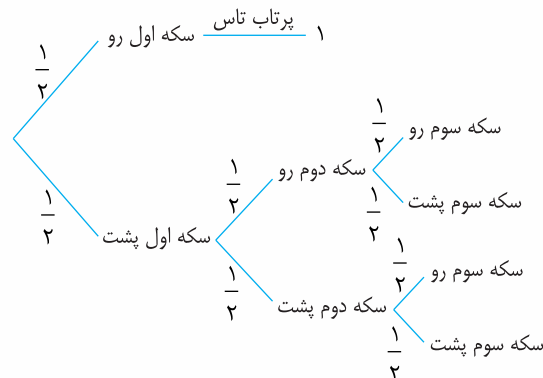 سکه اول رو
پرتاب تاس
۱
۱/۲
۱/۲
سکه اول پشت
۱/۲
سکه دوم رو
۱/۲
سکه سوم رو
۱/۲
سکه سوم پشت
۱/۲
سکه دوم پشت
۱/۲
سکه سوم رو
۱/۲
سکه سوم پشت